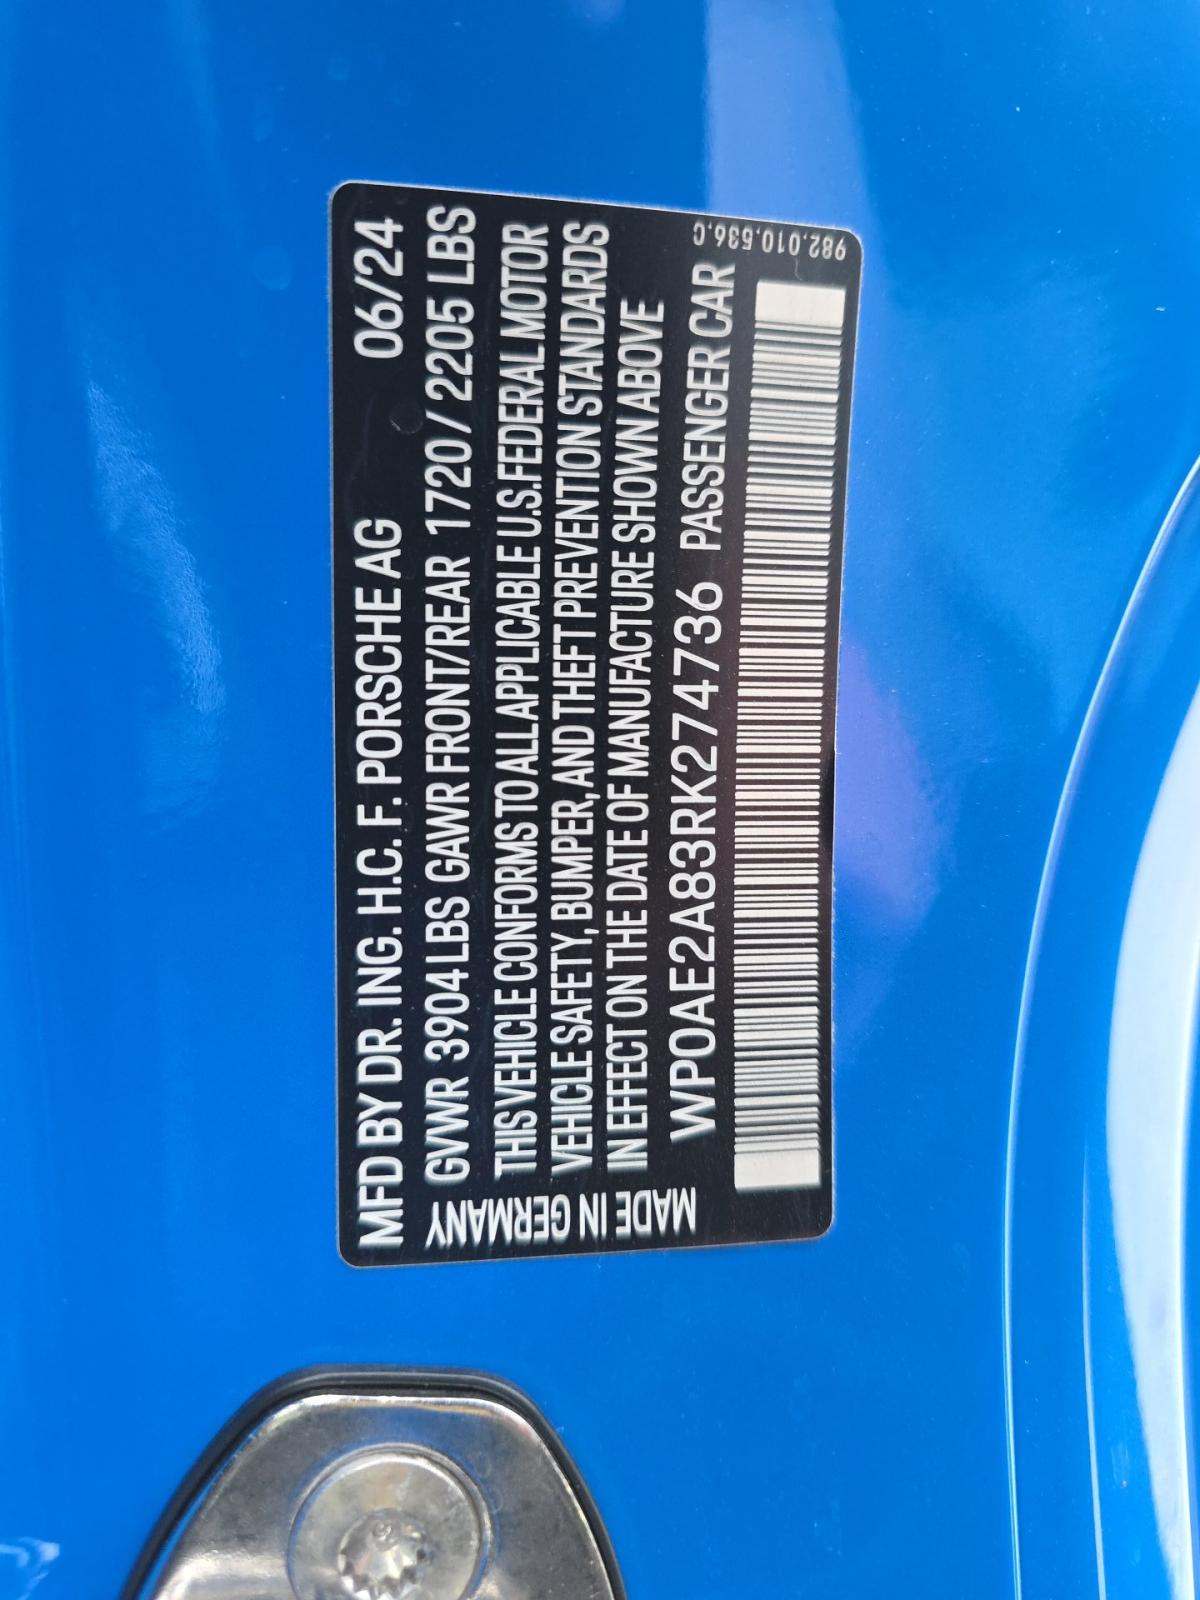 MFD BY DR. ING. H.C. F. PORSCHE AG 06/24
GVWR 3904 LBS GAWR FRONT/REAR 1720 / 2205 LBS
THIS VEHICLE CONFORMS TO ALL APPLICABLE U.S.FEDERAL MOTOR
VEHICLE SAFETY, BUMPER, AND THEFT PREVENTION STANDARDS
IN EFFECT ON THE DATE OF MANUFACTURE SHOWN ABOVE
WP0AE2A83RK274736 PASSENGER CAR
MADE IN GERMANY
982.010.536.C